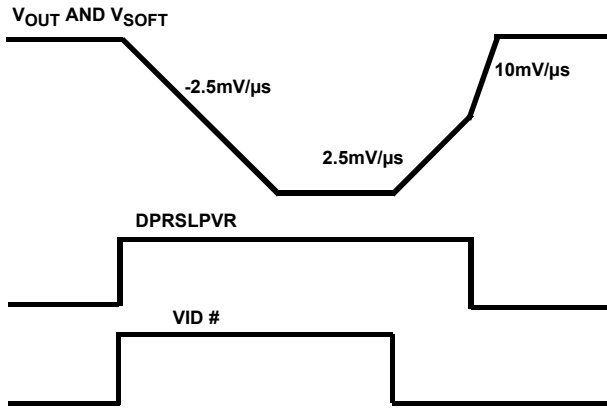 VOUT AND VSOFT
-2.5mV/µs
10mV/µs
2.5mV/µs
DPRSLPVR
VID #